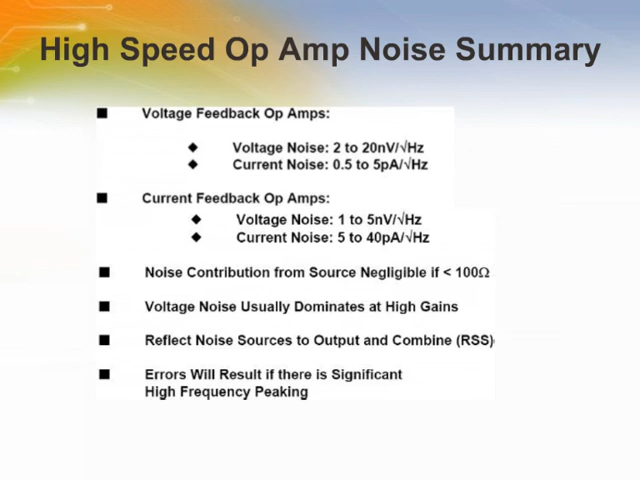 High Speed Op Amp Noise Summary
■ Voltage Feedback Op Amps:
◆ Voltage Noise: 2 to 20nV/√Hz
◆ Current Noise: 0.5 to 5pA/√Hz
■ Current Feedback Op Amps:
◆ Voltage Noise: 1 to 5nV/√Hz
◆ Current Noise: 5 to 40pA/√Hz
■ Noise Contribution from Source Negligible if < 100Ω
■ Voltage Noise Usually Dominates at High Gains
■ Reflect Noise Sources to Output and Combine (RSS)
■ Errors Will Result if there is Significant
High Frequency Peaking